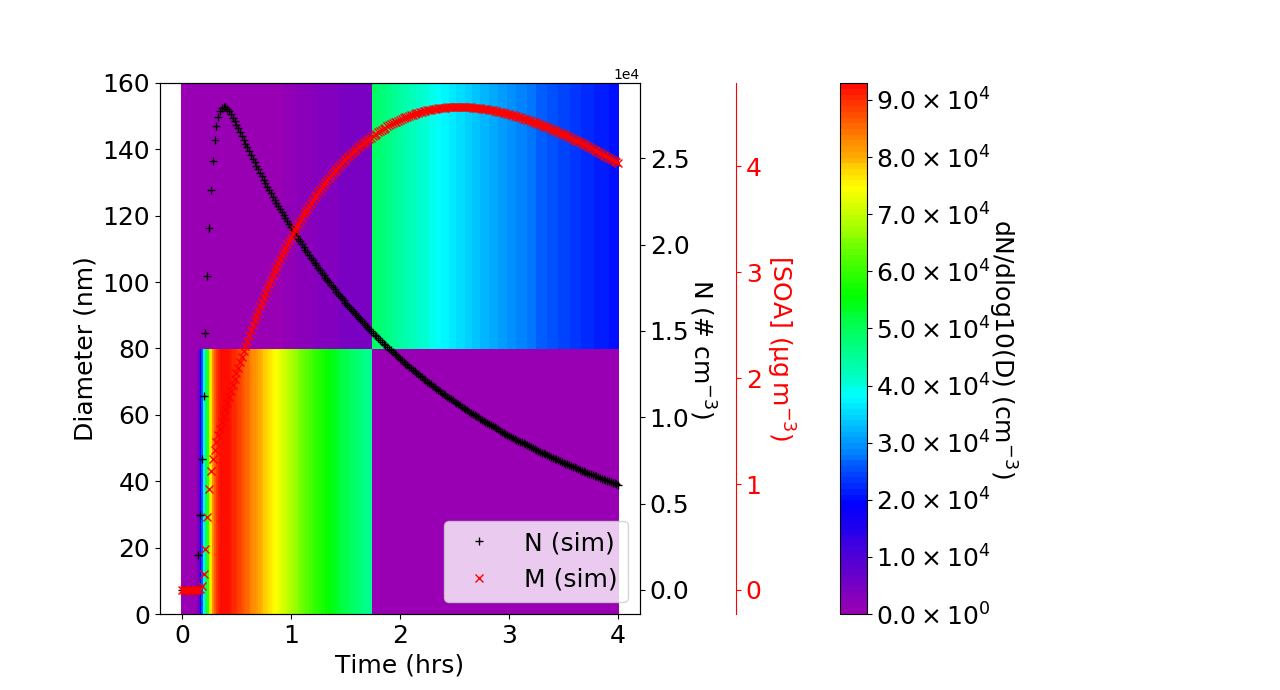 1e4
160
140
120
100
80
60
40
20
0
Diameter (nm)
0
1
2
3
4
Time (hrs)
N (sim)
M (sim)
2.5
2.0
1.5
1.0
0.5
0.0
N (# cm⁻³)
4
3
2
1
0
[SOA] (µg m⁻³)
9.0 × 10⁴
8.0 × 10⁴
7.0 × 10⁴
6.0 × 10⁴
5.0 × 10⁴
4.0 × 10⁴
3.0 × 10⁴
2.0 × 10⁴
1.0 × 10⁴
0.0 × 10⁰
dN/dlog10(D) (cm⁻³)